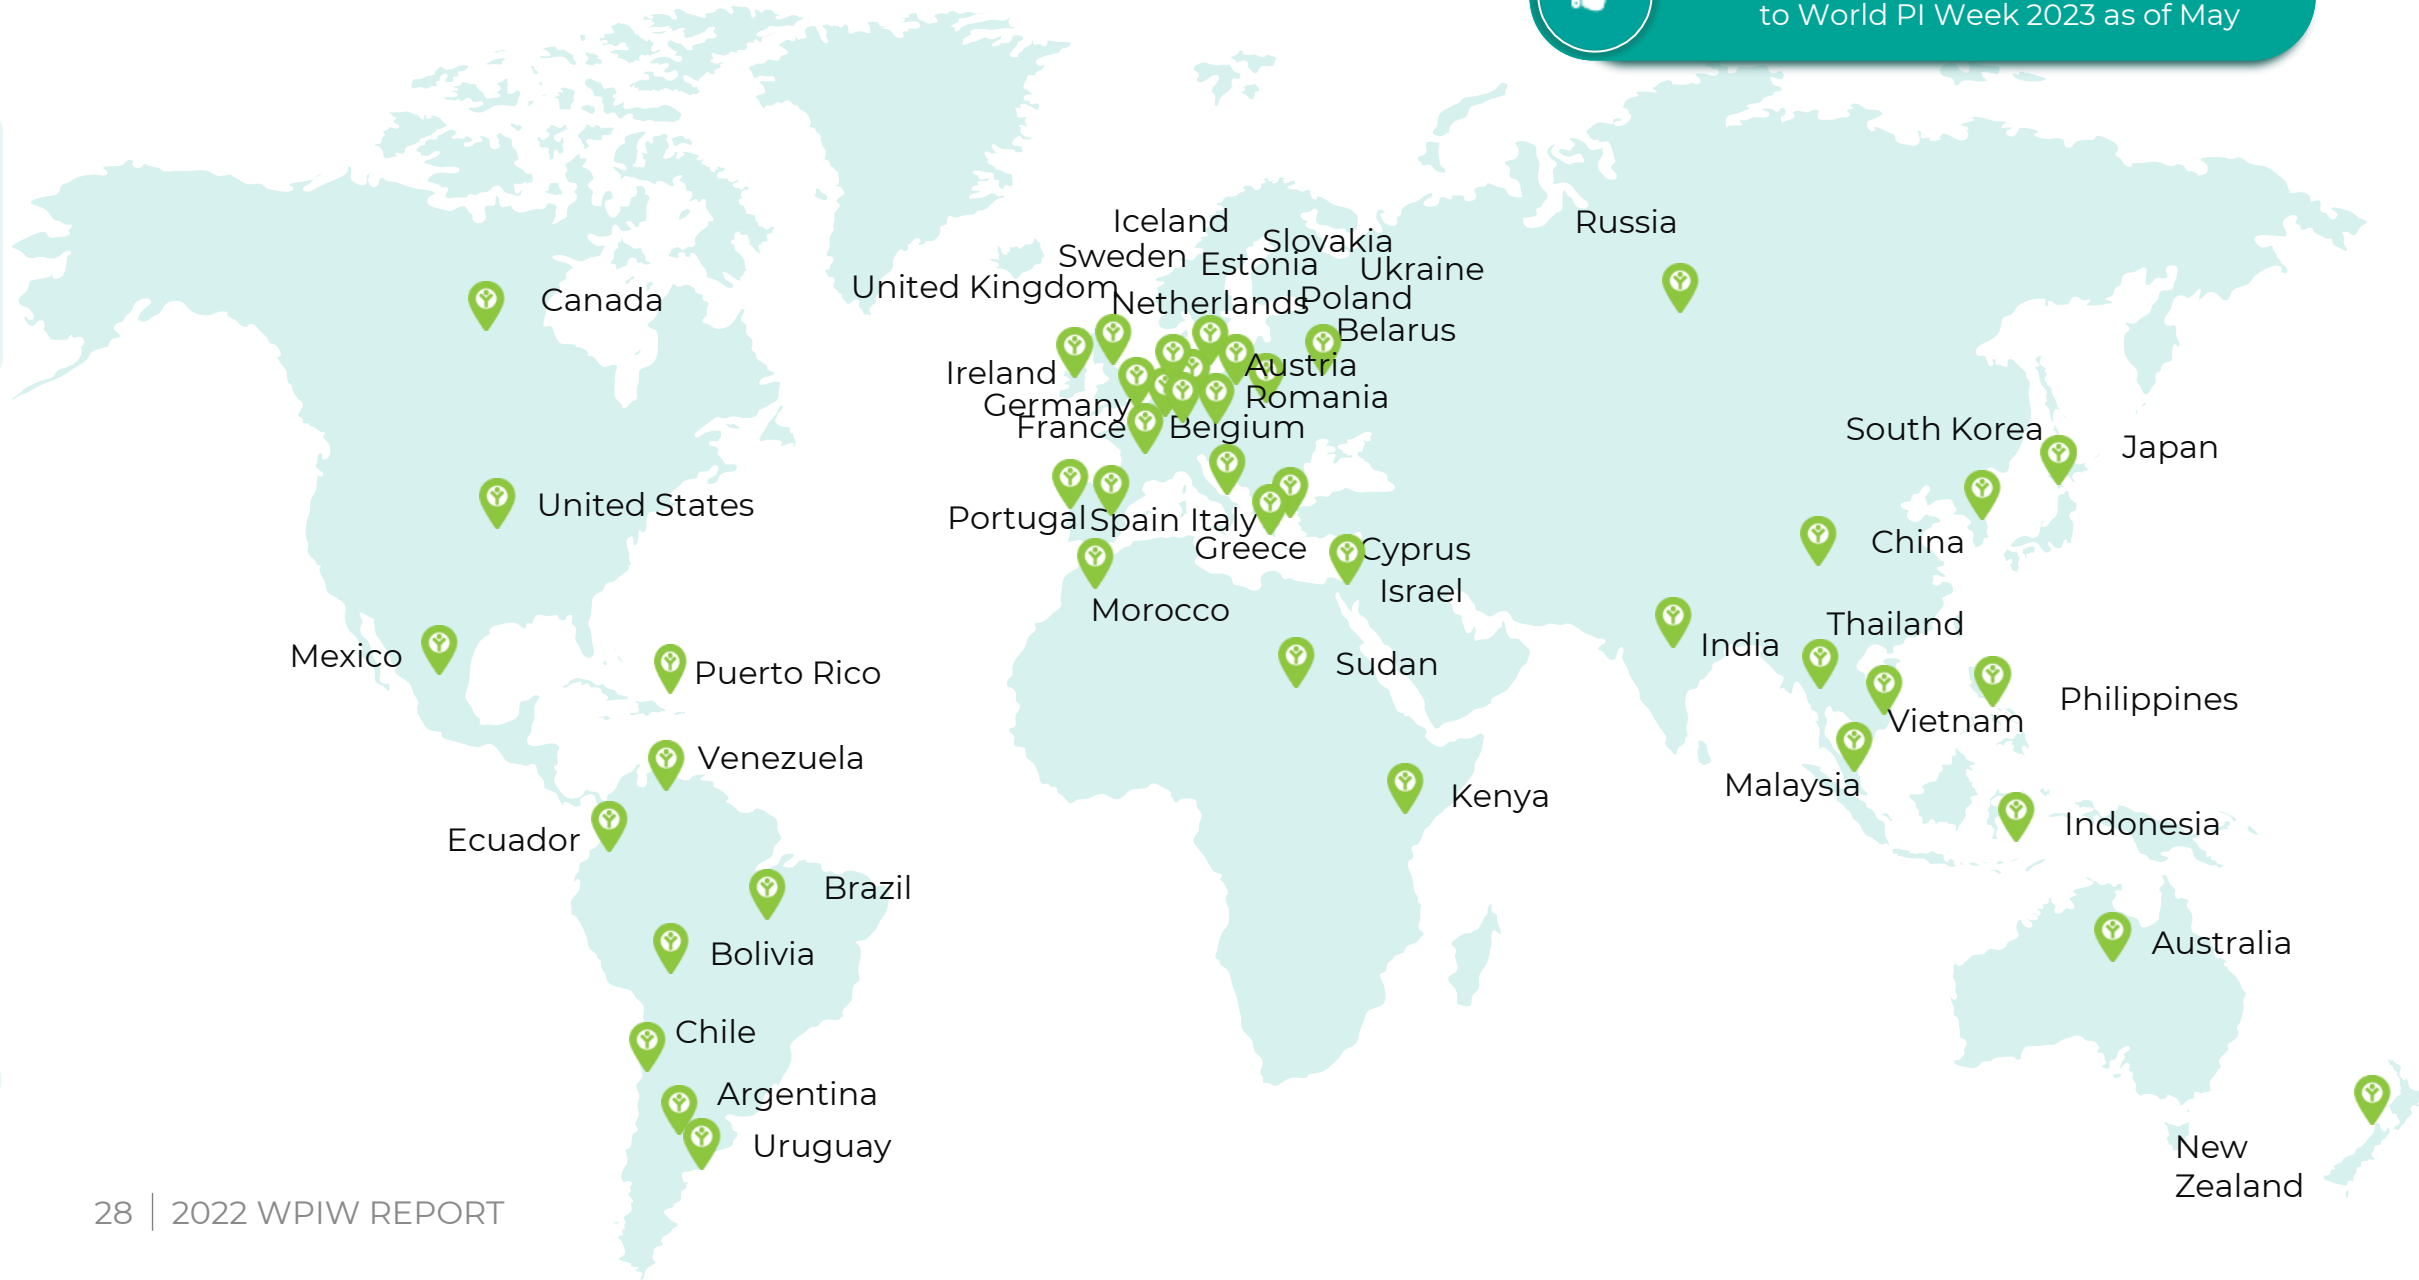 to World PI Week 2023 as of May
Iceland
Russia
Slovakia
Sweden
Estonia
Ukraine
United Kingdom
Netherlands
Poland
Canada
Belarus
Austria
Ireland
Romania
Germany
France
Belgium
South Korea
Japan
United States
Portugal
Spain
Italy
China
Greece
Cyprus
Israel
Morocco
Thailand
India
Mexico
Sudan
Puerto Rico
Philippines
Vietnam
Venezuela
Malaysia
Kenya
Indonesia
Ecuador
Brazil
Australia
Bolivia
Chile
Argentina
Uruguay
New
Zealand
28 | 2022 WPIW REPORT